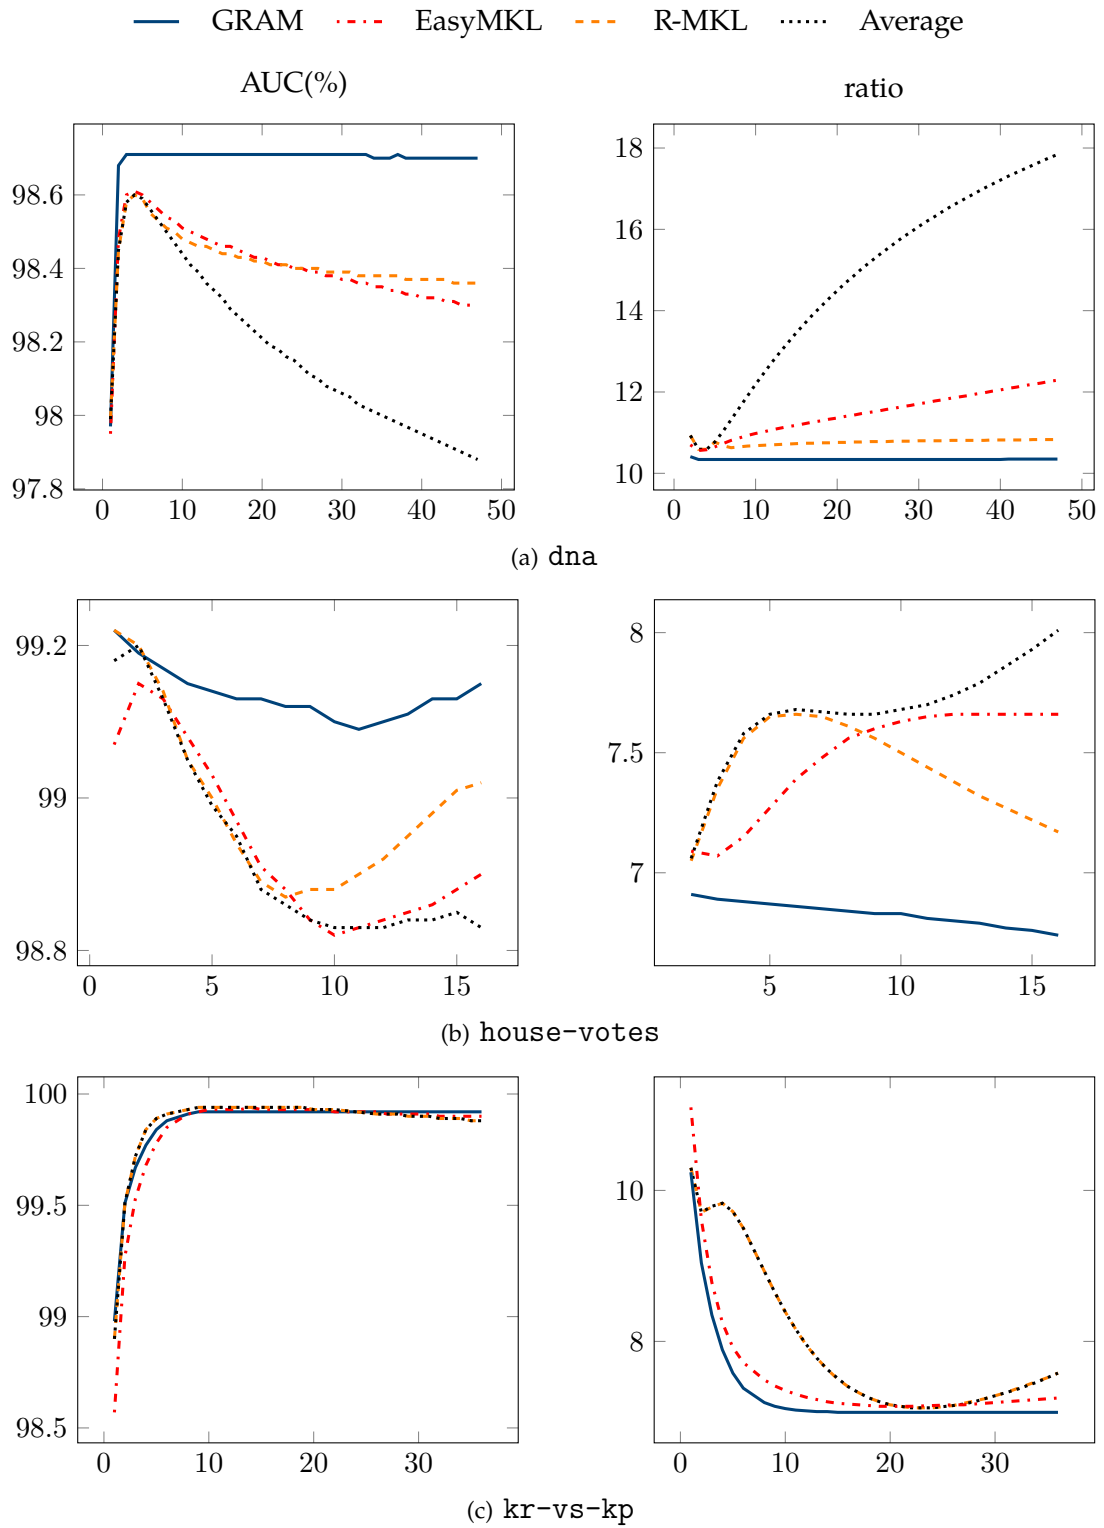 GRAM EasyMKL R-MKL Average
AUC(%) ratio
98.6
98.4
98.2
98
97.8
0 10 20 30 40 50
18
16
14
12
10
0 10 20 30 40 50
(a) dna
99.2
99
98.8
0 5 10 15
8
7.5
7
5 10 15
(b) house-votes
100
99.5
99
98.5
0 10 20 30
10
8
0 10 20 30
(c) kr-vs-kp